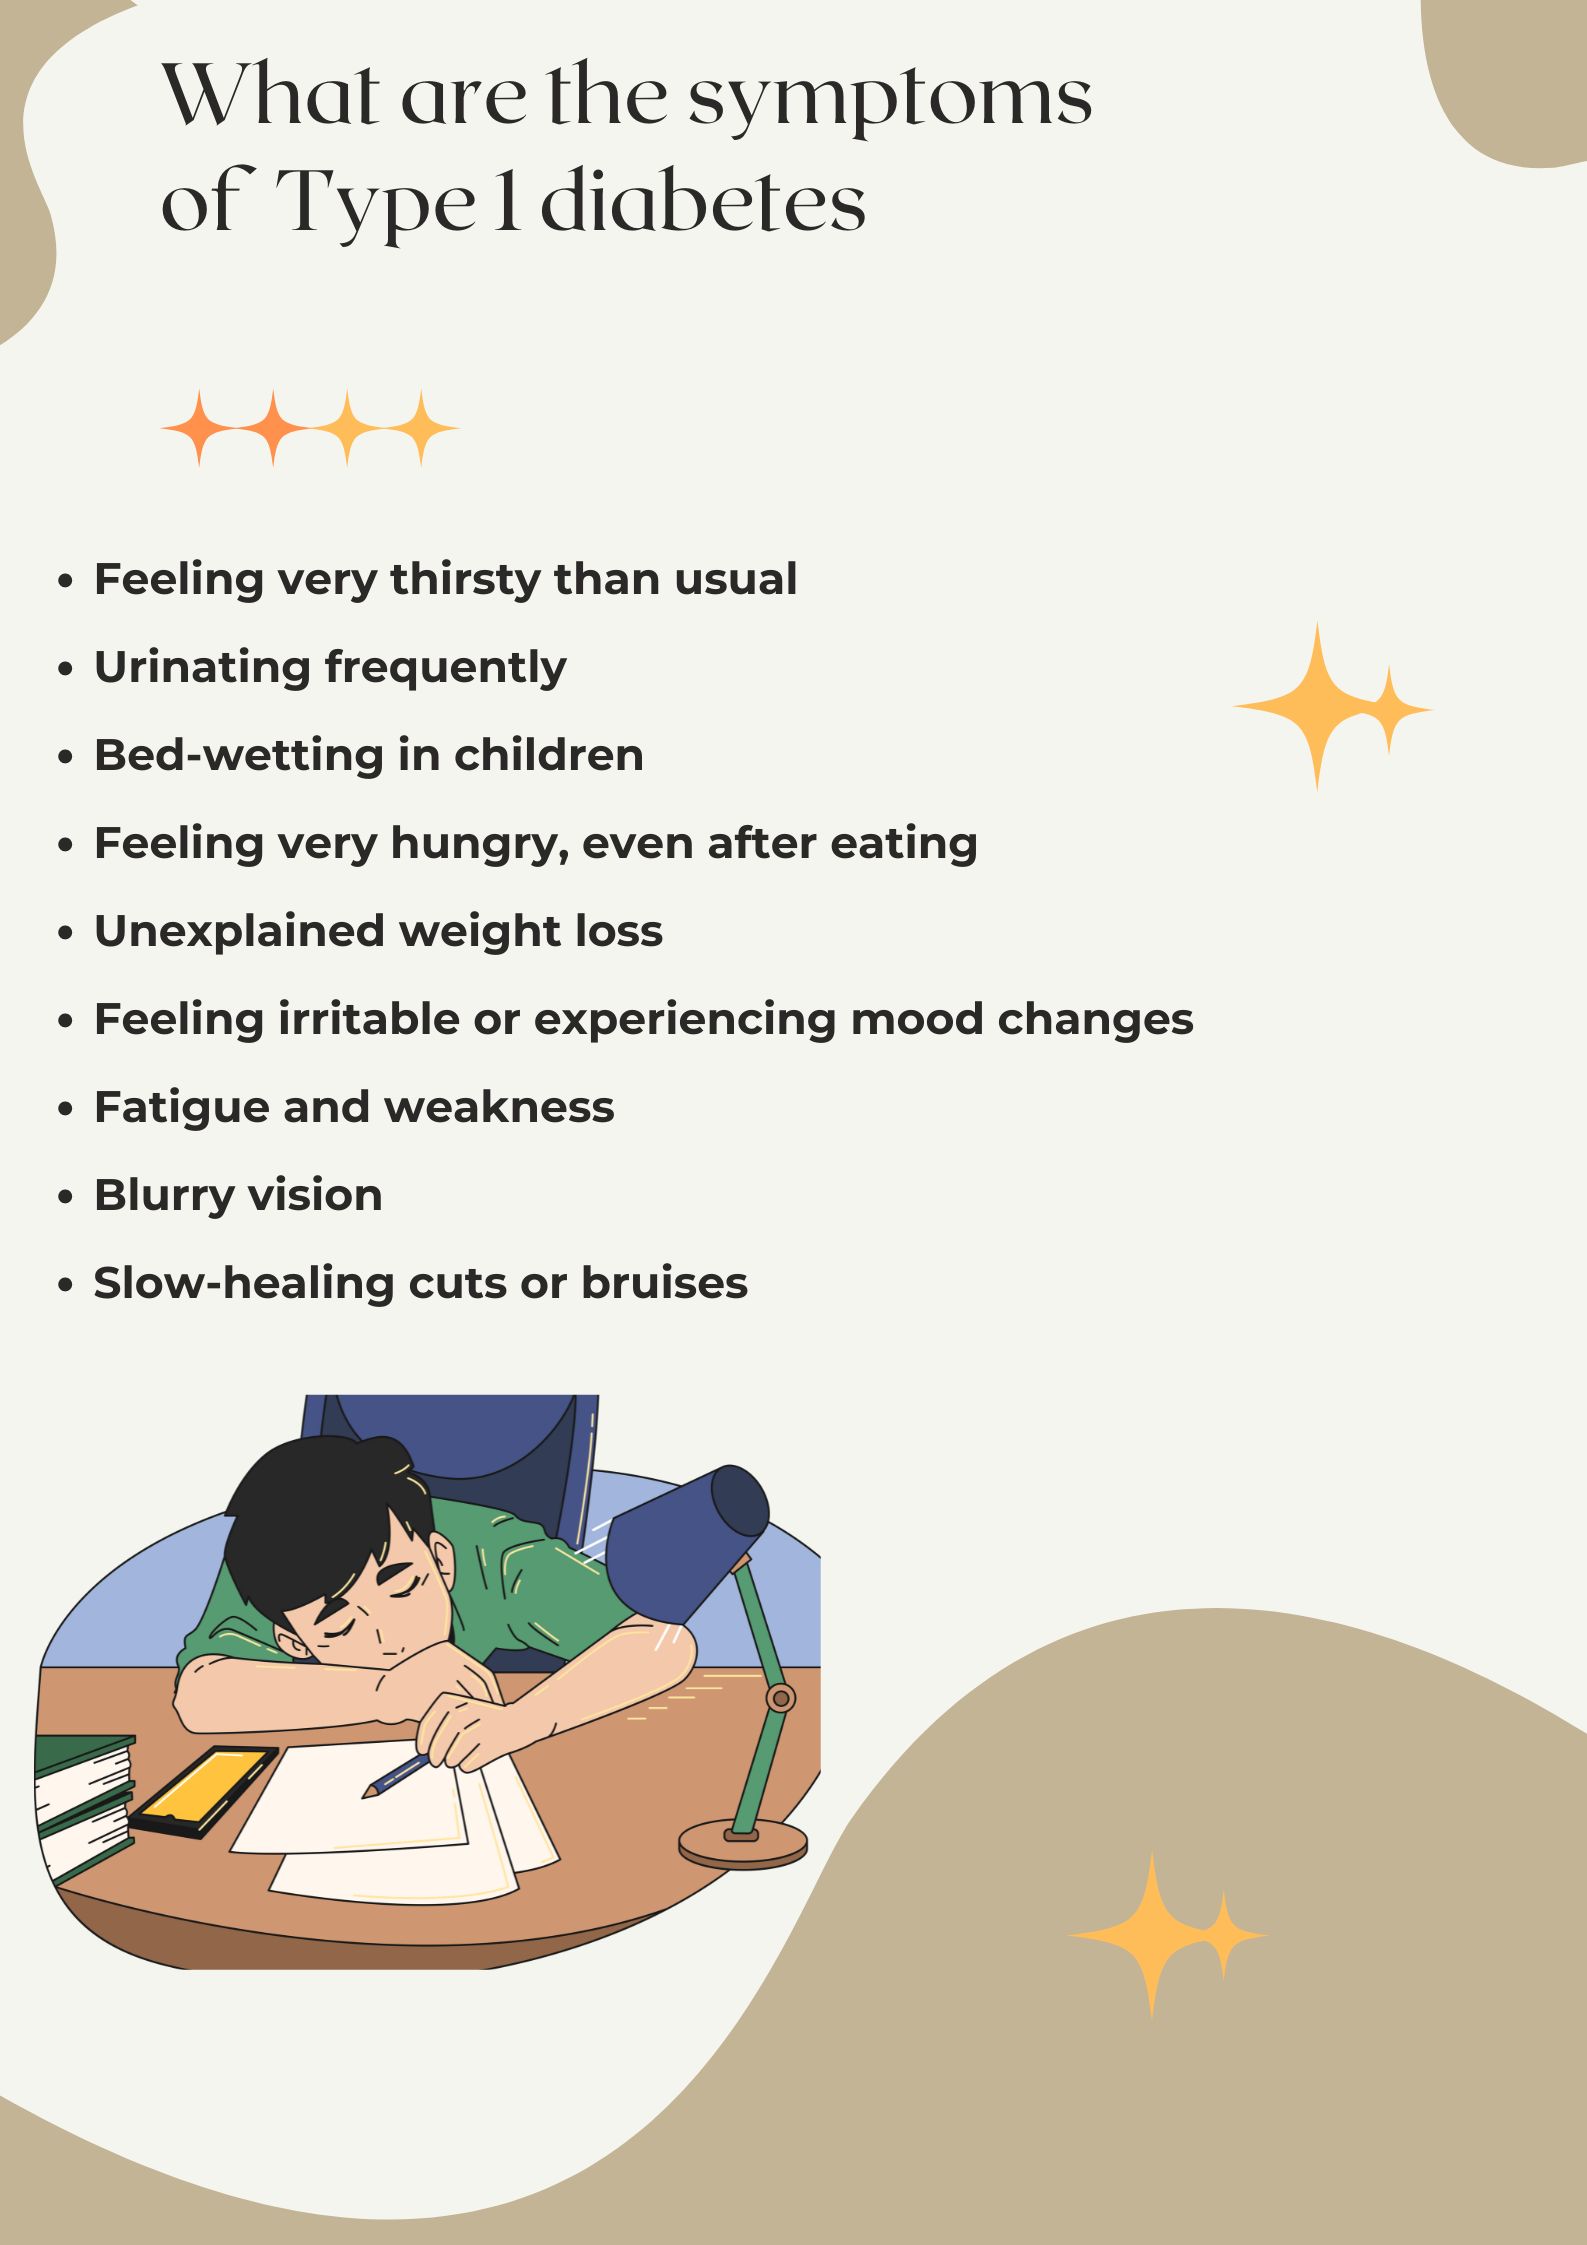 What are the symptoms
of Type 1 diabetes
• Feeling very thirsty than usual
• Urinating frequently
• Bed-wetting in children
• Feeling very hungry, even after eating
• Unexplained weight loss
• Feeling irritable or experiencing mood changes
• Fatigue and weakness
• Blurry vision
• Slow-healing cuts or bruises